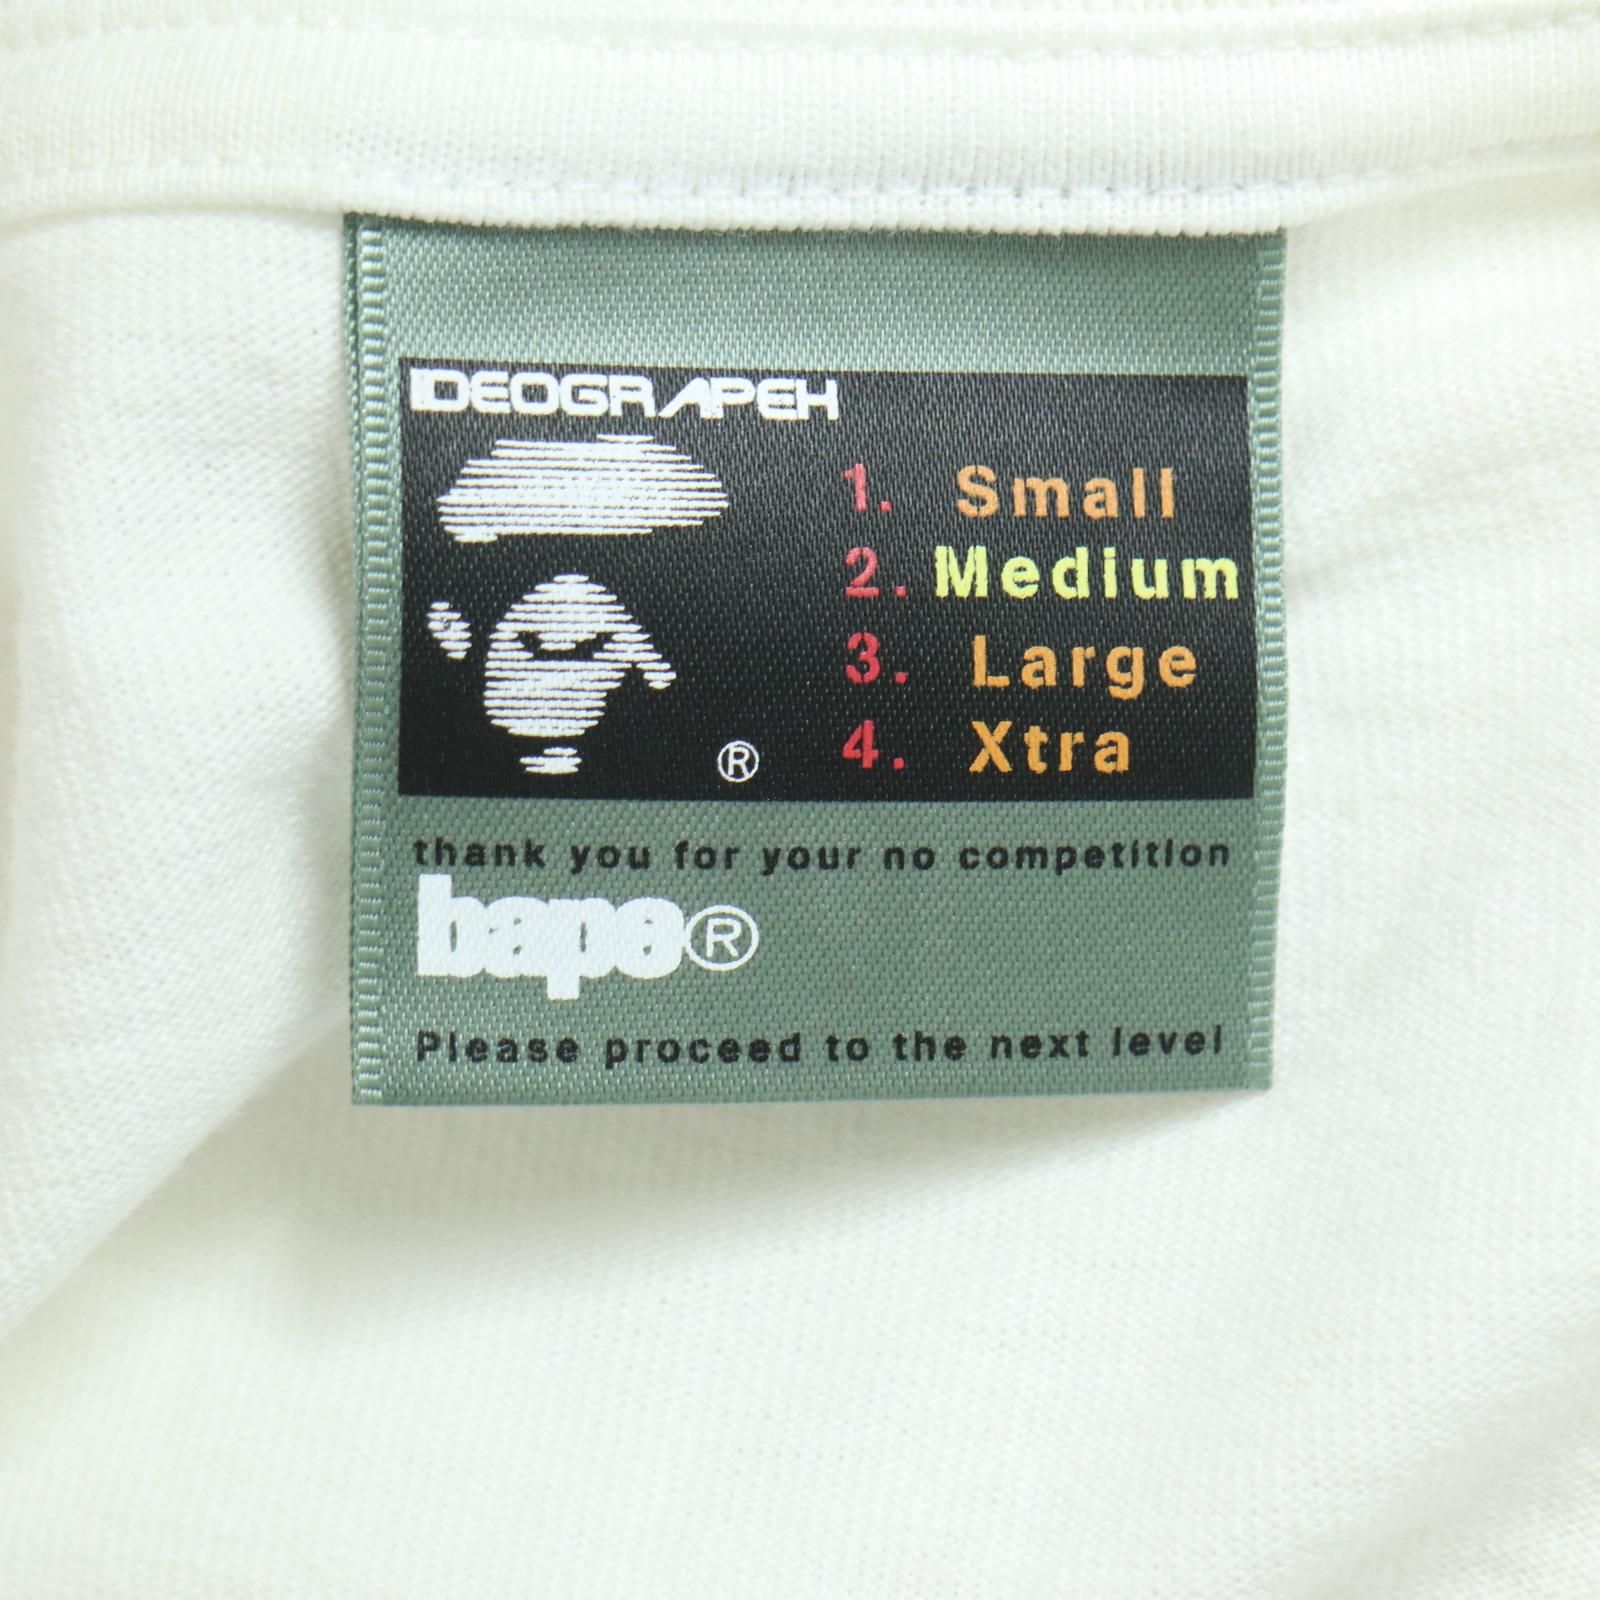 IDEOGRAPEH
1. Small
2. Medium
3. Large
4. Xtra
®
thank you for your no competition
bape®
Please proceed to the next level